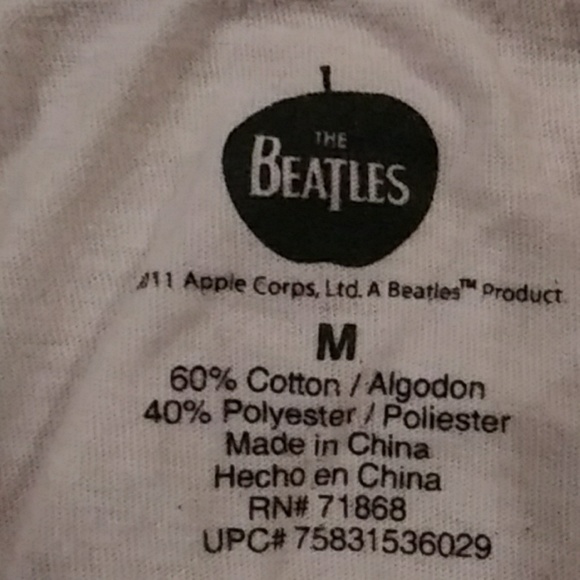 THE
BEATLES
11 Apple Corps, Ltd. A Beatles™ Product.
M
60% Cotton / Algodon
40% Polyester / Poliester
Made in China
Hecho en China
RN# 71868
UPC# 75831536029